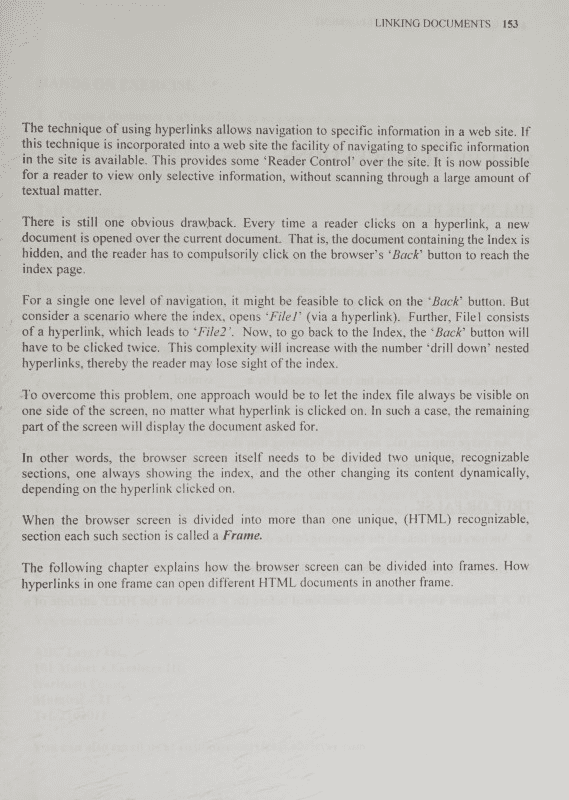 LINKING DOCUMENTS 153
The technique of using hyperlinks allows navigation to specific information in a web site. If
this technique is incorporated into a web site the facility of navigating to specific information
in the site is available. This provides some ‘Reader Control’ over the site. It is now possible
for a reader to view only selective information, without scanning through a large amount of
textual matter.
There is still one obvious drawback. Every time a reader clicks on a hyperlink, a new
document is opened over the current document. That is, the document containing the Index is
hidden, and the reader has to compulsorily click on the browser’s ‘Back’ button to reach the
index page.
For a single one level of navigation, it might be feasible to click on the ‘Back’ button. But
consider a scenario where the index, opens ‘File1’ (via a hyperlink). Further, File1 consists
of a hyperlink, which leads to ‘File2’. Now, to go back to the Index, the ‘Back’ button will
have to be clicked twice. This complexity will increase with the number ‘drill down’ nested
hyperlinks, thereby the reader may lose sight of the index.
To overcome this problem, one approach would be to let the index file always be visible on
one side of the screen, no matter what hyperlink is clicked on. In such a case, the remaining
part of the screen will display the document asked for.
In other words, the browser screen itself needs to be divided two unique, recognizable
sections, one always showing the index, and the other changing its content dynamically,
depending on the hyperlink clicked on.
When the browser screen is divided into more than one unique, (HTML) recognizable,
section each such section is called a Frame.
The following chapter explains how the browser screen can be divided into frames. How
hyperlinks in one frame can open different HTML documents in another frame.